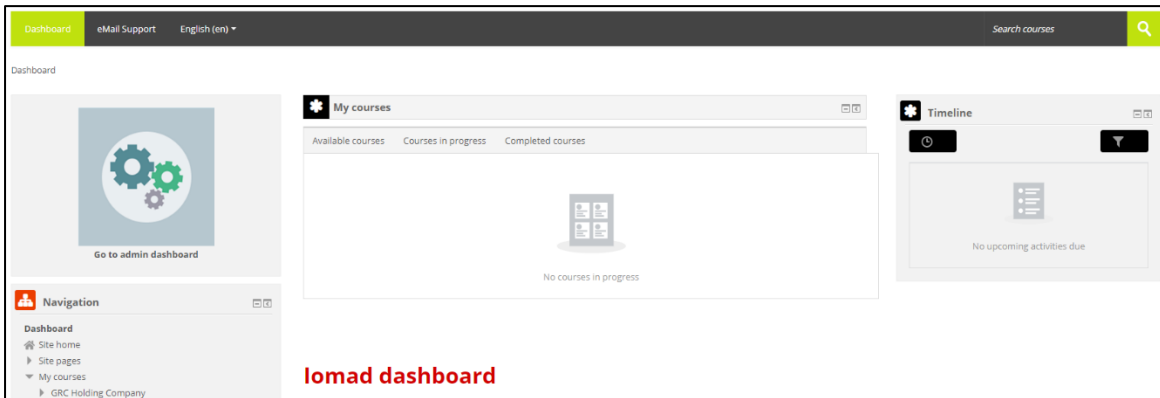 Dashboard
eMail Support
English (en)
Search courses
Dashboard
Go to admin dashboard
Navigation
Dashboard
Site home
Site pages
My courses
GRC Holding Company
My courses
Available courses
Courses in progress
Completed courses
No courses in progress
Iomad dashboard
Timeline
No upcoming activities due